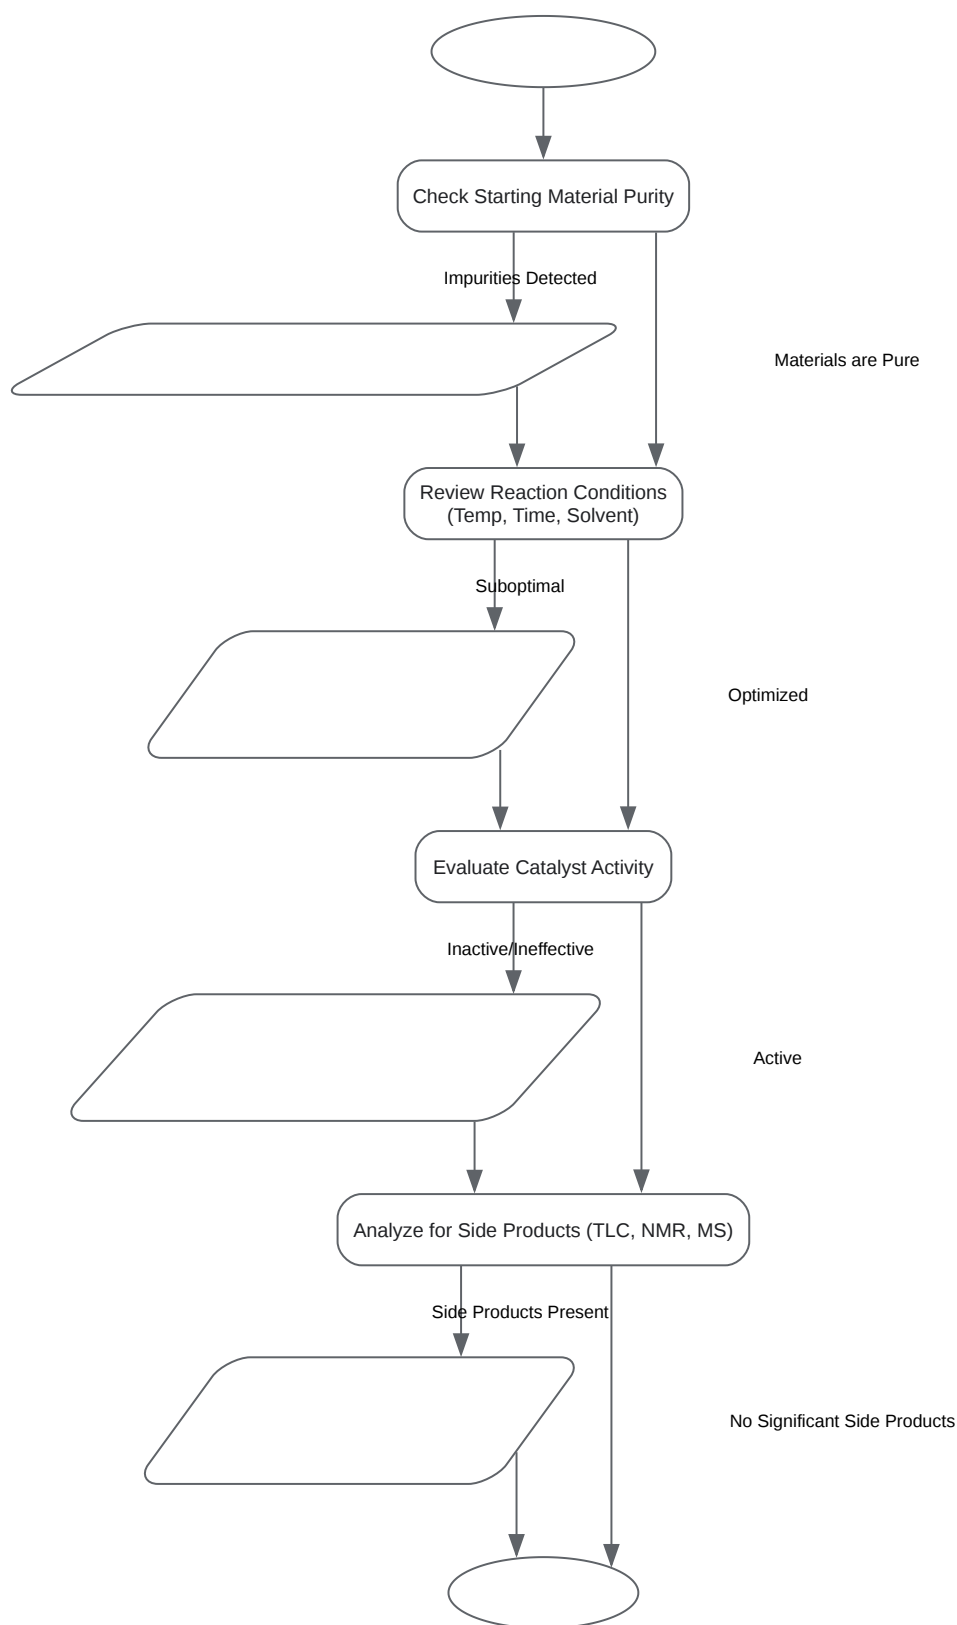 Check Starting Material Purity
Impurities Detected
Materials are Pure
Review Reaction Conditions
(Temp, Time, Solvent)
Suboptimal
Optimized
Evaluate Catalyst Activity
Inactive/Ineffective
Active
Analyze for Side Products (TLC, NMR, MS)
Side Products Present
No Significant Side Products